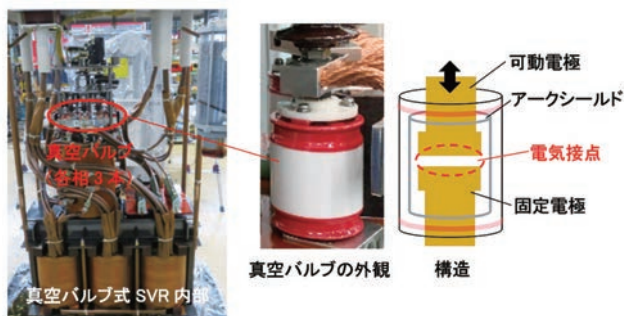 真空バルブ
(各相3本)
真空バルブ式 SVR 内部
真空バルブの外観
可動電極
アークシールド
電気接点
固定電極
構造